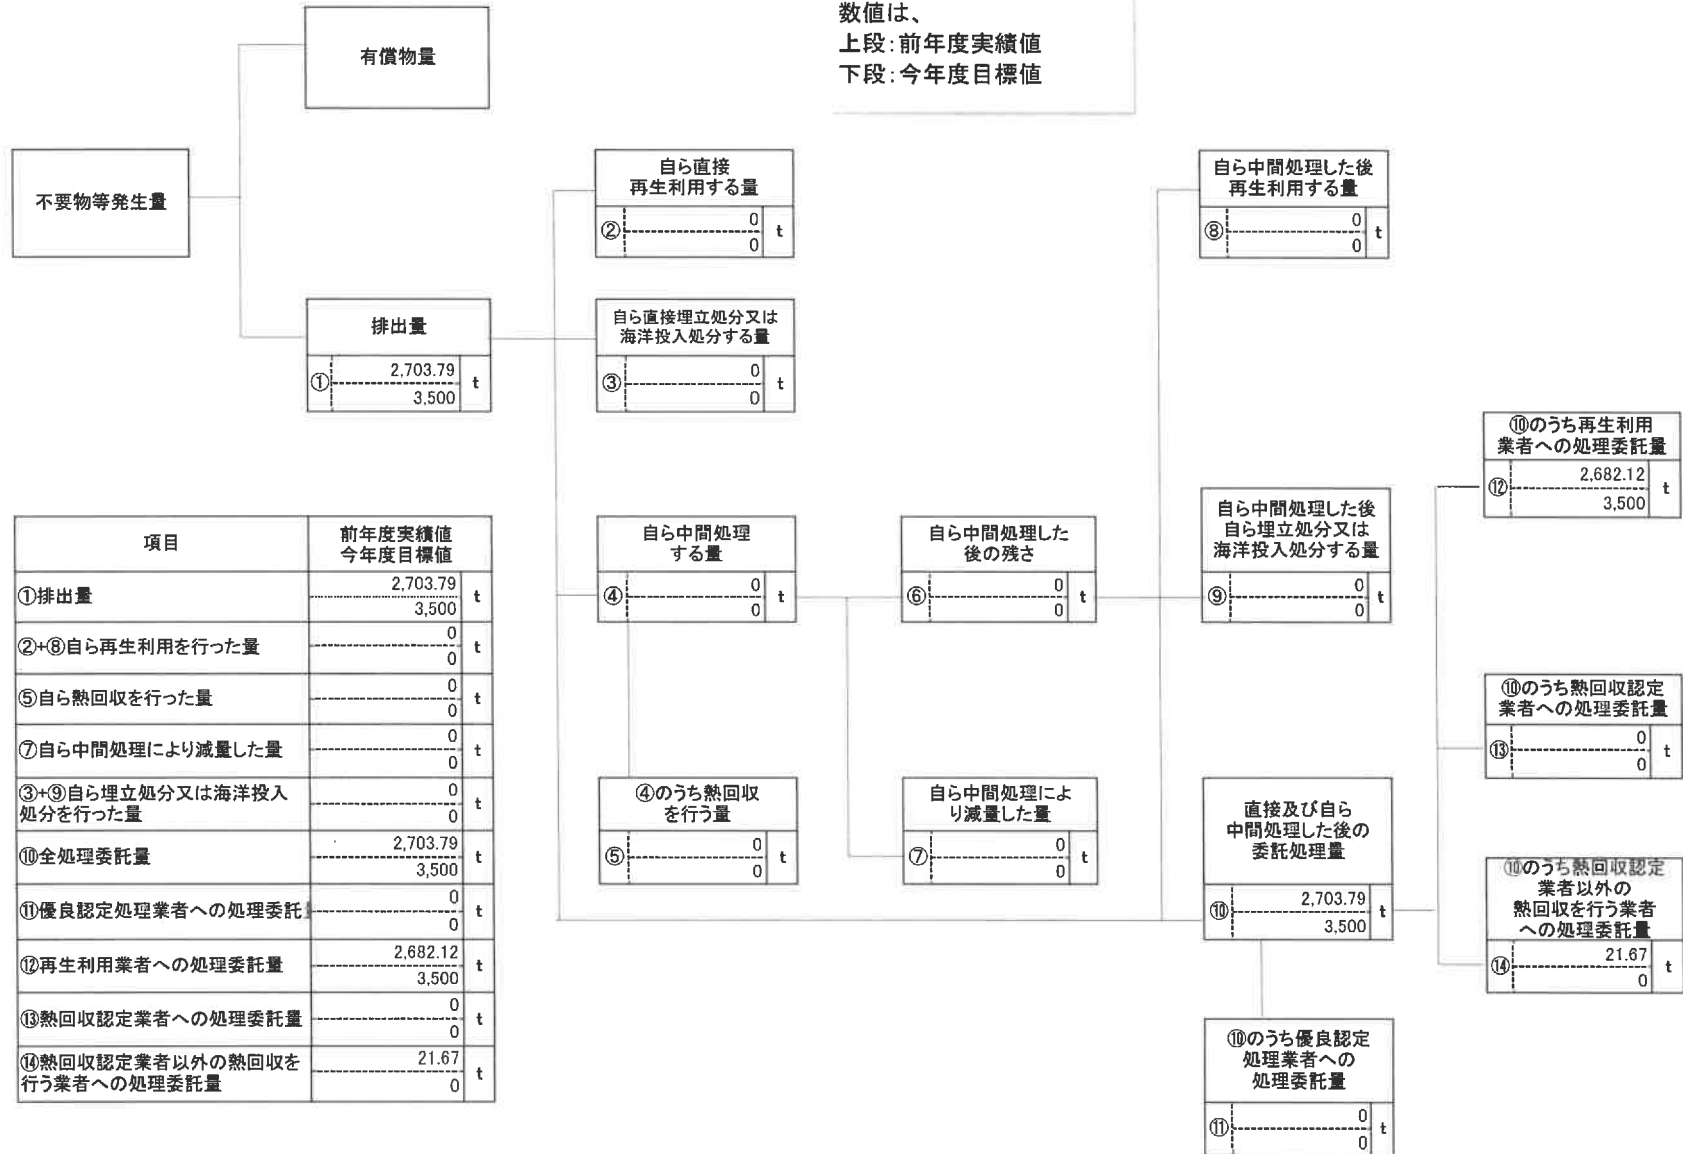 数値は、
上段:前年度実績値
下段:今年度目標値
有償物量
不要物等発生量
排出量
① 2,703.79 t
3,500
自ら直接
再生利用する量
② 0 t
0
自ら直接埋立処分又は
海洋投入処分する量
③ 0 t
0
自ら中間処理
する量
④ 0 t
0
④のうち熱回収
を行う量
⑤ 0 t
0
自ら中間処理した
後の残さ
⑥ 0 t
0
自ら中間処理によ
り減量した量
⑦ 0 t
0
自ら中間処理した後
再生利用する量
⑧ 0 t
0
自ら中間処理した後
自ら埋立処分又は
海洋投入処分する量
⑨ 0 t
0
直接及び自ら
中間処理した後の
委託処理量
⑩ 2,703.79 t
3,500
⑩のうち優良認定
処理業者への
処理委託量
⑪ 0 t
0
⑩のうち再生利用
業者への処理委託量
⑫ 2,682.12 t
3,500
⑩のうち熱回収認定
業者への処理委託量
⑬ 0 t
0
⑩のうち熱回収認定
業者以外の
熱回収を行う業者
への処理委託量
⑭ 21.67 t
0
項目 前年度実績値
今年度目標値
①排出量 2,703.79 t
3,500
②+⑧自ら再生利用を行った量 0 t
0
⑤自ら熱回収を行った量 0 t
0
⑦自ら中間処理により減量した量 0 t
0
③+⑨自ら埋立処分又は海洋投入 0 t
処分を行った量 0
⑩全処理委託量 2,703.79 t
3,500
⑪優良認定処理業者への処理委託 0 t
0
⑫再生利用業者への処理委託量 2,682.12 t
3,500
⑬熱回収認定業者への処理委託量 0 t
0
⑭熱回収認定業者以外の熱回収を 21.67 t
行う業者への処理委託量 0